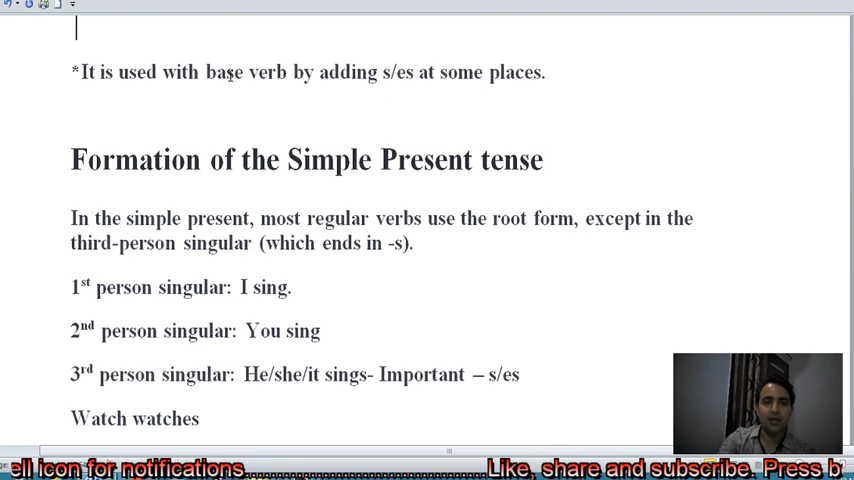 *It is used with base verb by adding s/es at some places.
Formation of the Simple Present tense
In the simple present, most regular verbs use the root form, except in the
third-person singular (which ends in -s).
1st person singular: I sing.
2nd person singular: You sing
3rd person singular: He/she/it sings- Important – s/es
Watch watches
ell icon for notifications................................................Like, share and subscribe. Press b